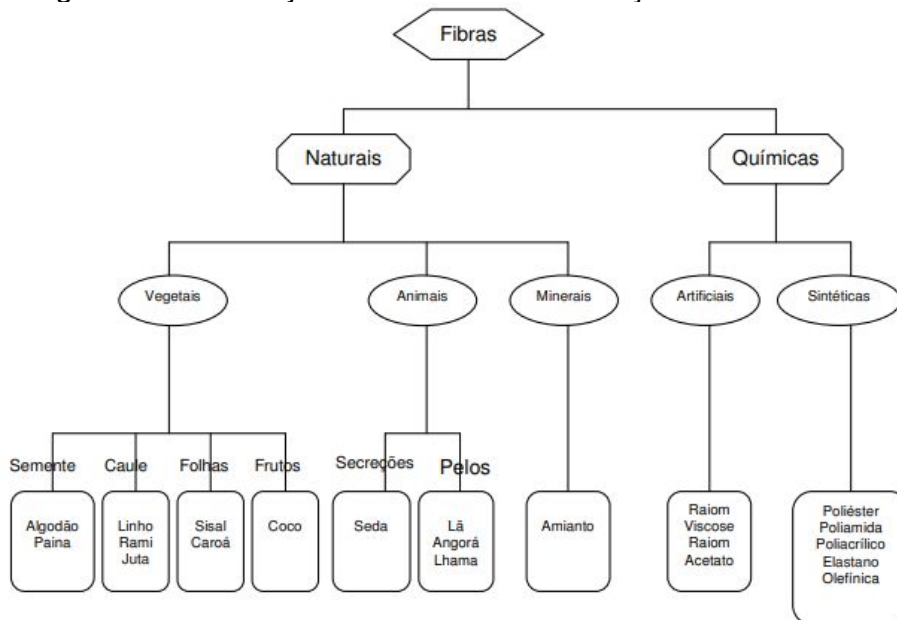 Fibras
Naturais
Químicas
Vegetais
Animais
Minerais
Artificiais
Sintéticas
Semente
Caule
Folhas
Frutos
Secreções
Pelos
Algodão
Paina
Linho
Rami
Juta
Sisal
Caroá
Coco
Seda
Lã
Angorá
Lhama
Amianto
Raiom
Viscose
Raiom
Acetato
Poliéster
Poliamida
Poliacrílico
Elastano
Olefínica